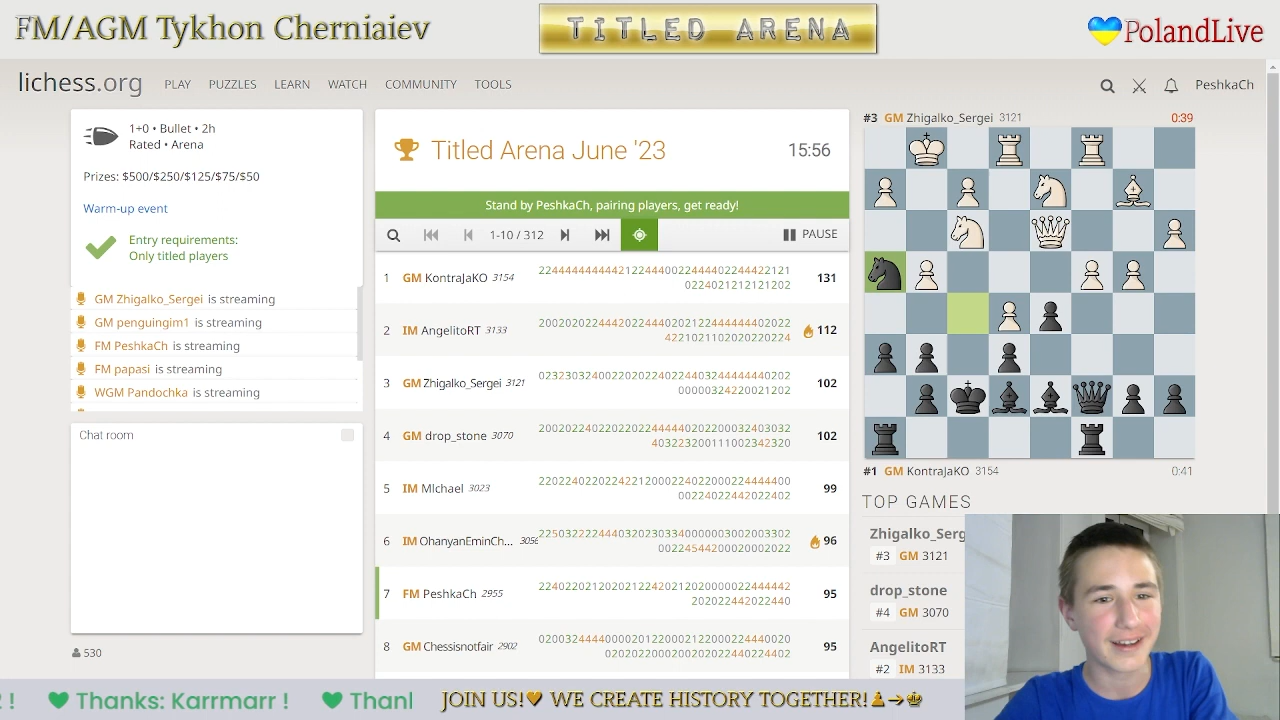 FM/AGM Tykhon Cherniaiev
TITLED ARENA
PolandLive
lichess.org
PLAY PUZZLES LEARN WATCH COMMUNITY TOOLS
PeshkaCh
1+0 • Bullet • 2h
Rated • Arena
Prizes: $500/$250/$125/$75/$50
Warm-up event
Entry requirements:
Only titled players
GM Zhigalko_Sergei is streaming
GM penguingim1 is streaming
FM PeshkaCh is streaming
FM papasi is streaming
WGM Pandochka is streaming
Chat room
530
Titled Arena June '23
15:56
Stand by PeshkaCh, pairing players, get ready!
1-10 / 312
PAUSE
1 GM KontraJaKO 3154 131
2 IM AngelitoRT 3133 112
3 GM Zhigalko_Sergei 3121 102
4 GM drop_stone 3070 102
5 IM MIchael 3023 99
6 IM OhanyanEminCh... 96
7 FM PeshkaCh 2955 95
8 GM Chessisnotfair 2902 95
#3 GM Zhigalko_Sergei 3121 0:39
#1 GM KontraJaKO 3154 0:41
TOP GAMES
Zhigalko_Serg
#3 GM 3121
drop_stone
#4 GM 3070
AngelitoRT
#2 IM 3133
! Thanks: Karrmarr ! Thanl
JOIN US! WE CREATE HISTORY TOGETHER!